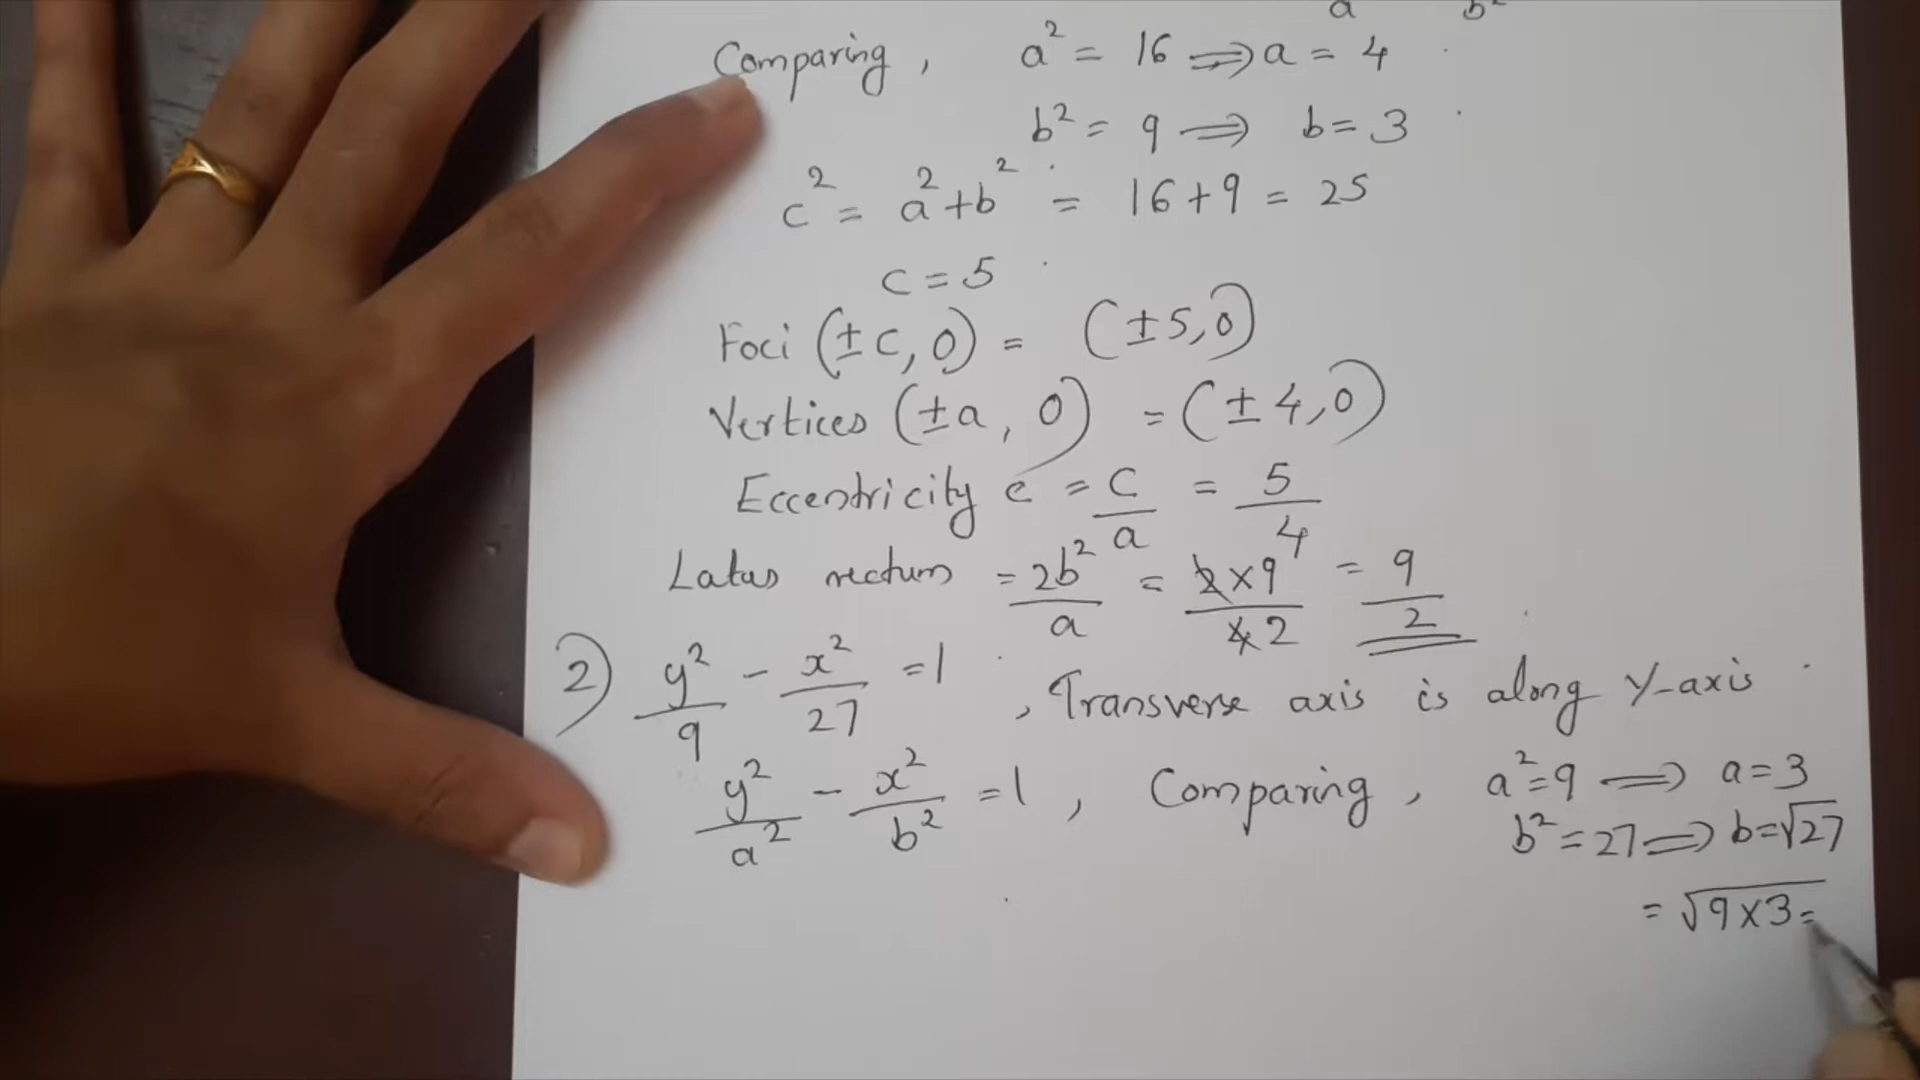 a b²
Comparing, a² = 16 ⟹ a = 4
b² = 9 ⟹ b = 3
c² = a² + b² = 16 + 9 = 25
c = 5
Foci (±c, 0) = (±5, 0)
Vertices (±a, 0) = (±4, 0)
Eccentricity e = c/a = 5/4
Latus rectum = 2b²/a = 2×9/4 2 = 9/2
2) y²/9 - x²/27 = 1, Transverse axis is along Y-axis
y²/a² - x²/b² = 1, Comparing, a² = 9 ⟹ a = 3
b² = 27 ⟹ b = √27
= √9×3 =